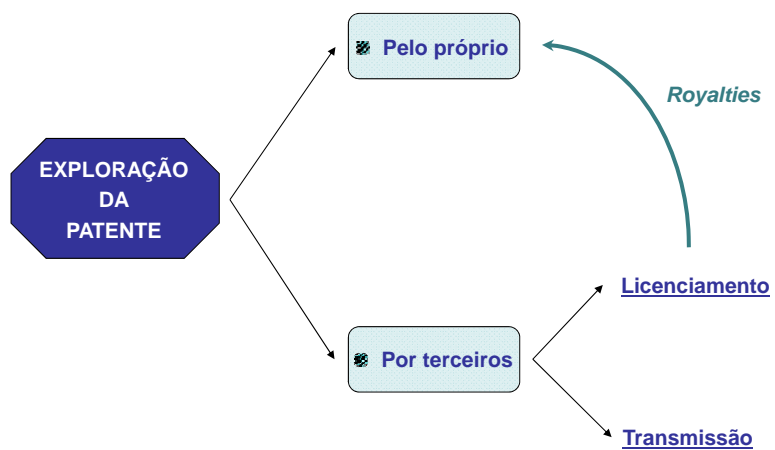 Pelo próprio
Royalties
EXPLORAÇÃO
DA
PATENTE
Licenciamento
Por terceiros
Transmissão